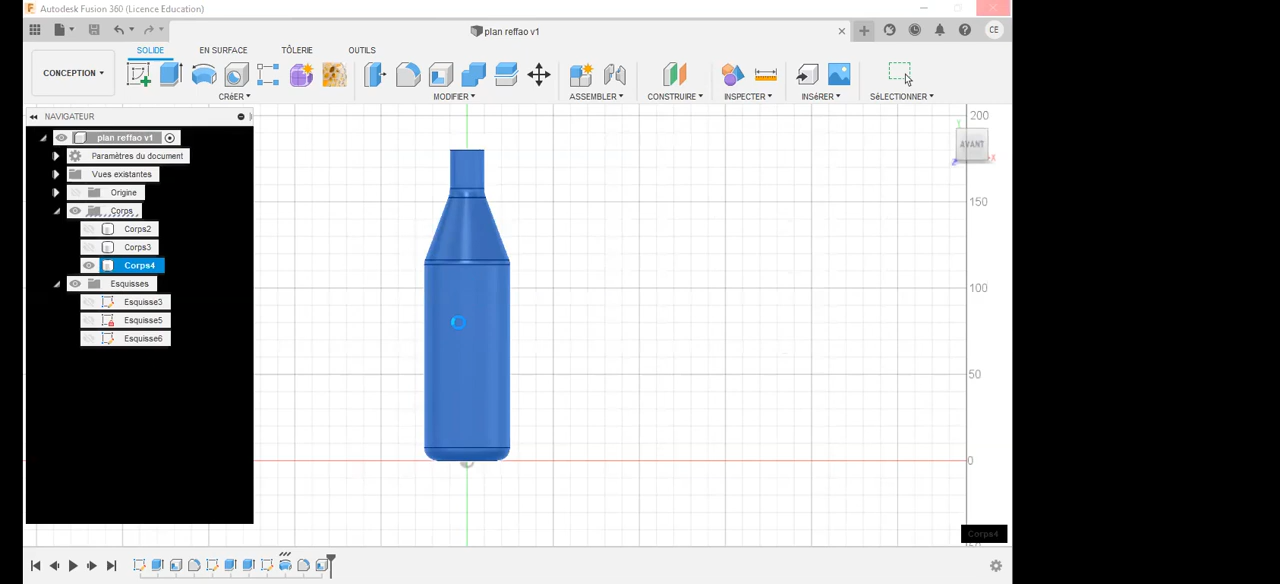 Autodesk Fusion 360 (Licence Education)
plan reffao v1
CE
SOLIDE EN SURFACE TÔLERIE OUTILS
CONCEPTION
CRÉER MODIFIER ASSEMBLER CONSTRUIRE INSPECTER INSÉRER SÉLECTIONNER
NAVIGATEUR
plan reffao v1
Paramètres du document
Vues existantes
Origine
Corps
Corps2
Corps3
Corps4
Esquisses
Esquisse3
Esquisse5
Esquisse6
200
Y
AVANT
X
Z
150
100
50
0
Corps4